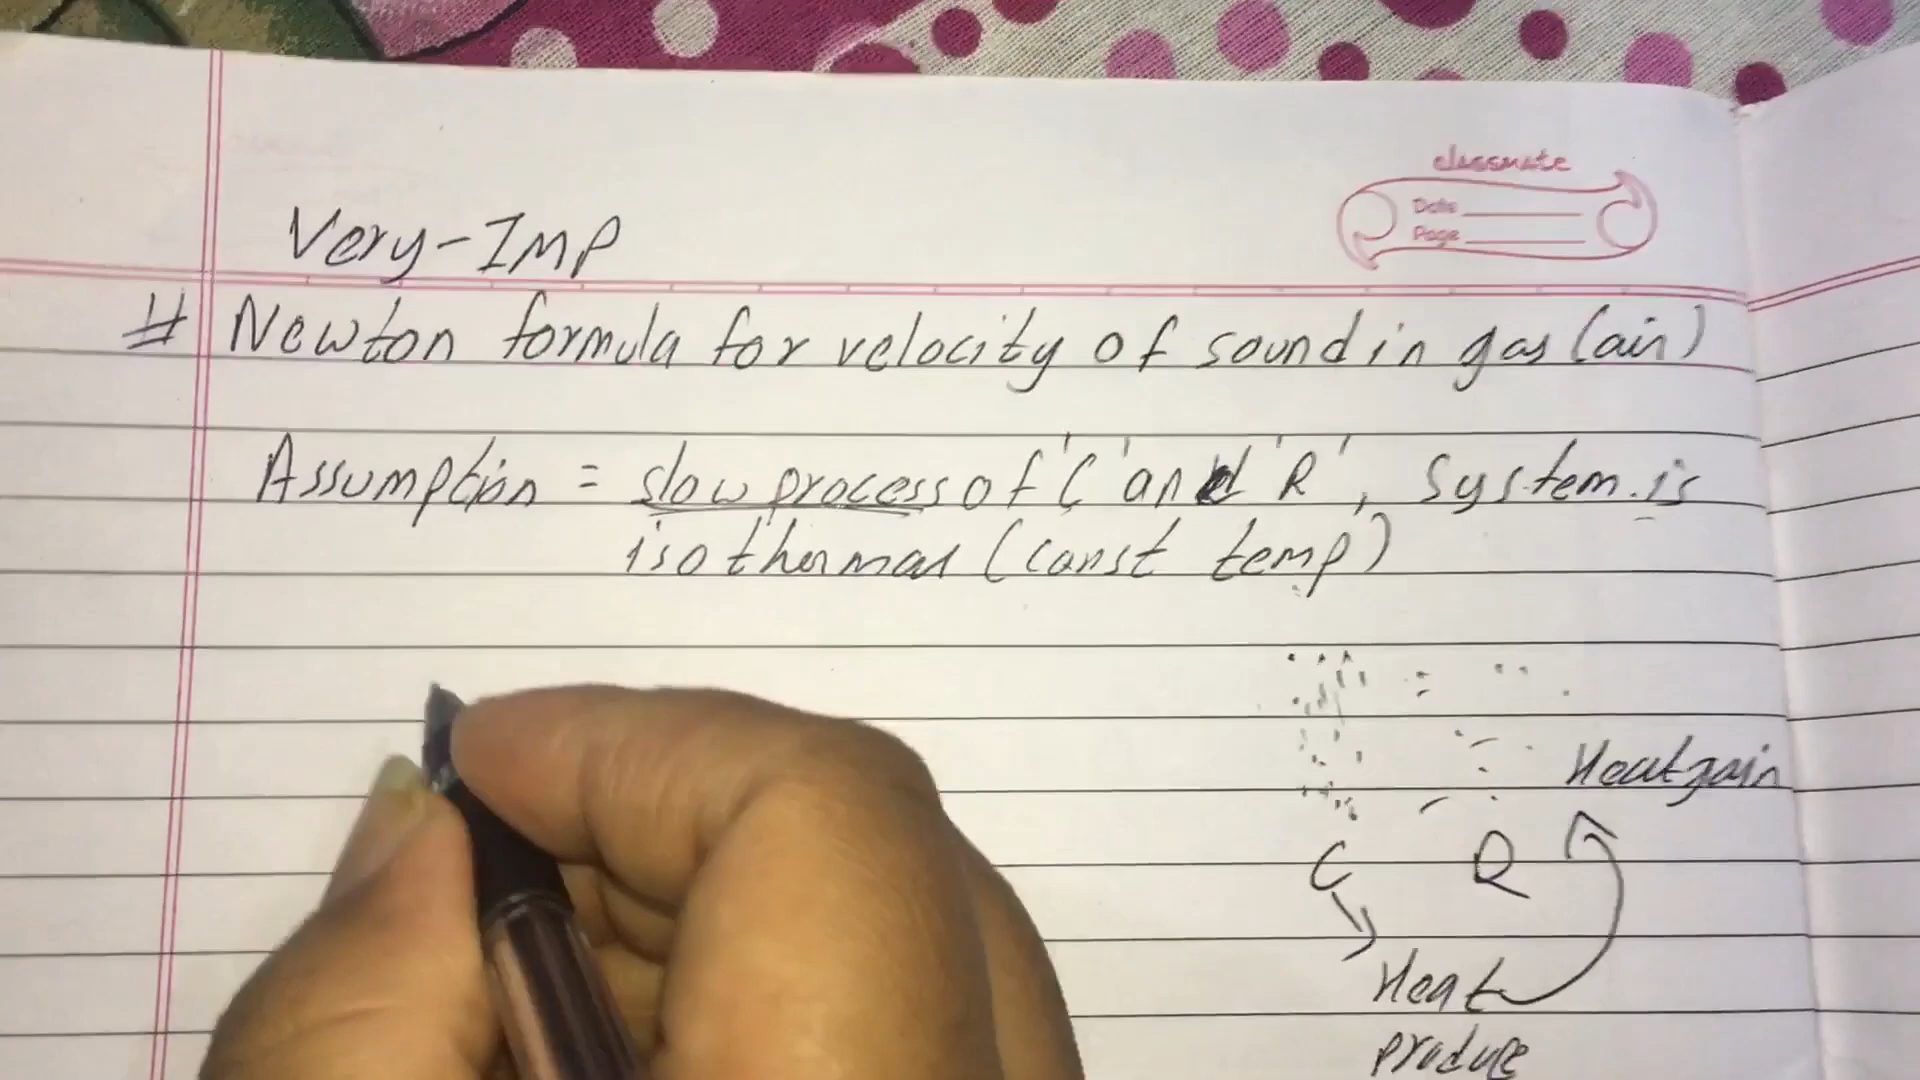 classmate
Date
Page
Very-IMP
# Newton formula for velocity of sound in gas (air)
Assumption = slow process of 'C' and 'R', System is
isothermal (const temp)
Heat gain
C R
Heat
produce